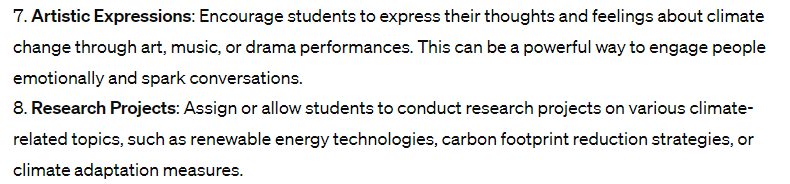 7. Artistic Expressions: Encourage students to express their thoughts and feelings about climate
change through art, music, or drama performances. This can be a powerful way to engage people
emotionally and spark conversations.
8. Research Projects: Assign or allow students to conduct research projects on various climate-
related topics, such as renewable energy technologies, carbon footprint reduction strategies, or
climate adaptation measures.